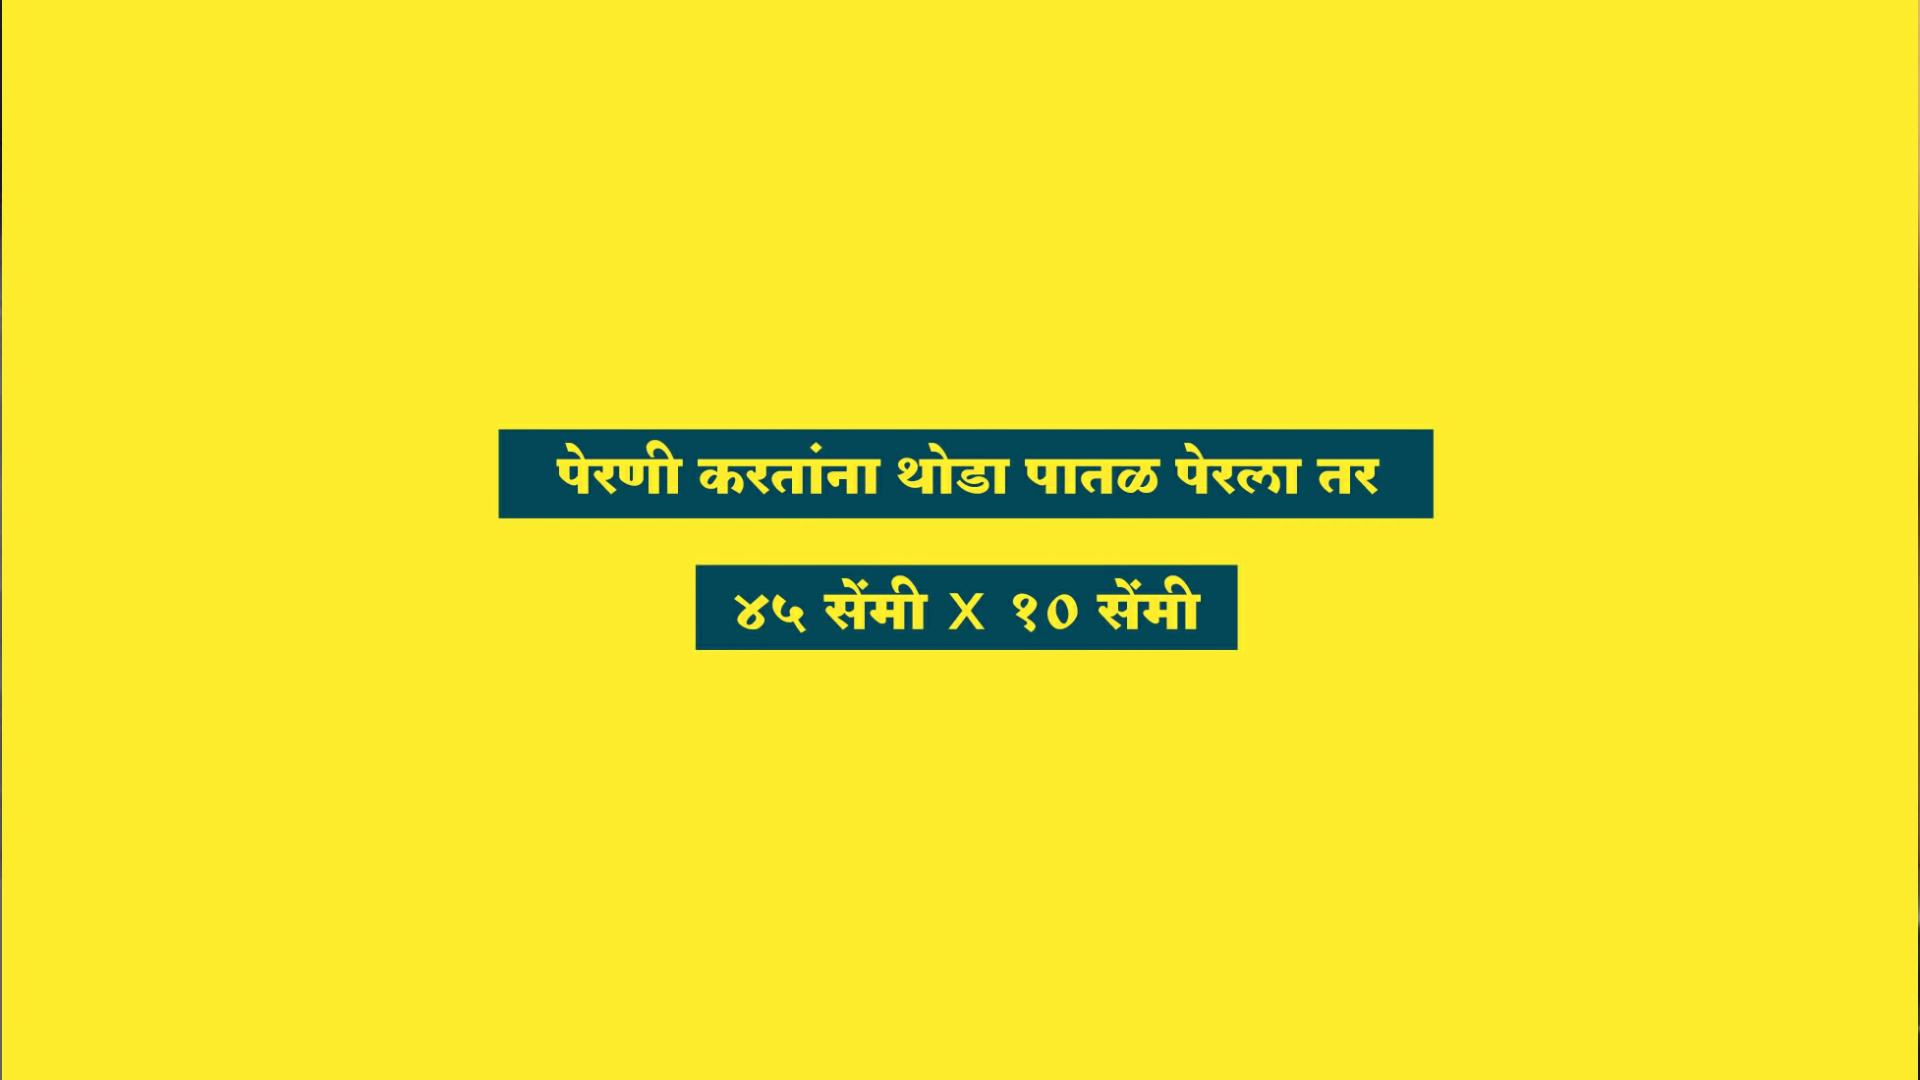 पेरणी करतांना थोडा पातळ पेरला तर
४५ सेंमी X १० सेंमी